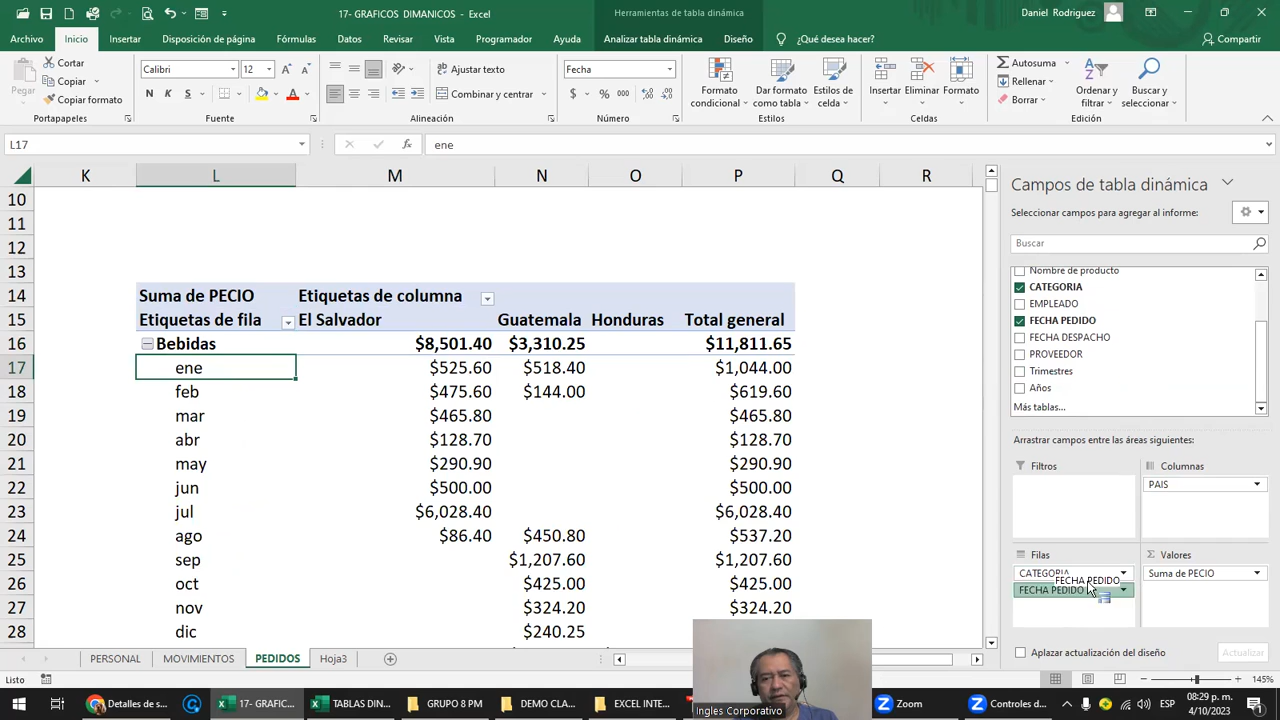 17- GRAFICOS DIMANICOS - Excel
Herramientas de tabla dinámica
Daniel Rodriguez
Archivo Inicio Insertar Disposición de página Fórmulas Datos Revisar Vista Programador Ayuda Analizar tabla dinámica Diseño ¿Qué desea hacer? Compartir
Pegar
Cortar
Copiar
Copiar formato
Portapapeles
Calibri 12
N K S
Fuente
Ajustar texto
Combinar y centrar
Alineación
Fecha
$ % 000
Número
Formato condicional
Dar formato como tabla
Estilos de celda
Estilos
Insertar Eliminar Formato
Celdas
Autosuma
Rellenar
Borrar
Ordenar y filtrar
Buscar y seleccionar
Edición
L17 fx ene
K L M N O P Q R
10
11
12
13
14 Suma de PECIO Etiquetas de columna
15 Etiquetas de fila El Salvador Guatemala Honduras Total general
16 Bebidas $8,501.40 $3,310.25 $11,811.65
17 ene $525.60 $518.40 $1,044.00
18 feb $475.60 $144.00 $619.60
19 mar $465.80 $465.80
20 abr $128.70 $128.70
21 may $290.90 $290.90
22 jun $500.00 $500.00
23 jul $6,028.40 $6,028.40
24 ago $86.40 $450.80 $537.20
25 sep $1,207.60 $1,207.60
26 oct $425.00 $425.00
27 nov $324.20 $324.20
28 dic $240.25
Campos de tabla dinámica
Seleccionar campos para agregar al informe:
Buscar
Nombre de producto
CATEGORIA
EMPLEADO
FECHA PEDIDO
FECHA DESPACHO
PROVEEDOR
Trimestres
Años
Más tablas...
Arrastrar campos entre las áreas siguientes:
Filtros Columnas
PAIS
Filas Valores
CATEGORIA Suma de PECIO
FECHA PEDIDO
FECHA PEDIDO
Aplazar actualización del diseño Actualizar
PERSONAL MOVIMIENTOS PEDIDOS Hoja3
Listo
145%
Ingles Corporativo
Detalles de s...
17- GRAFIC...
TABLAS DIN...
GRUPO 8 PM
DEMO CLA...
EXCEL INTE...
Zoom
Controles d...
ESP
08:29 p. m.
4/10/2023